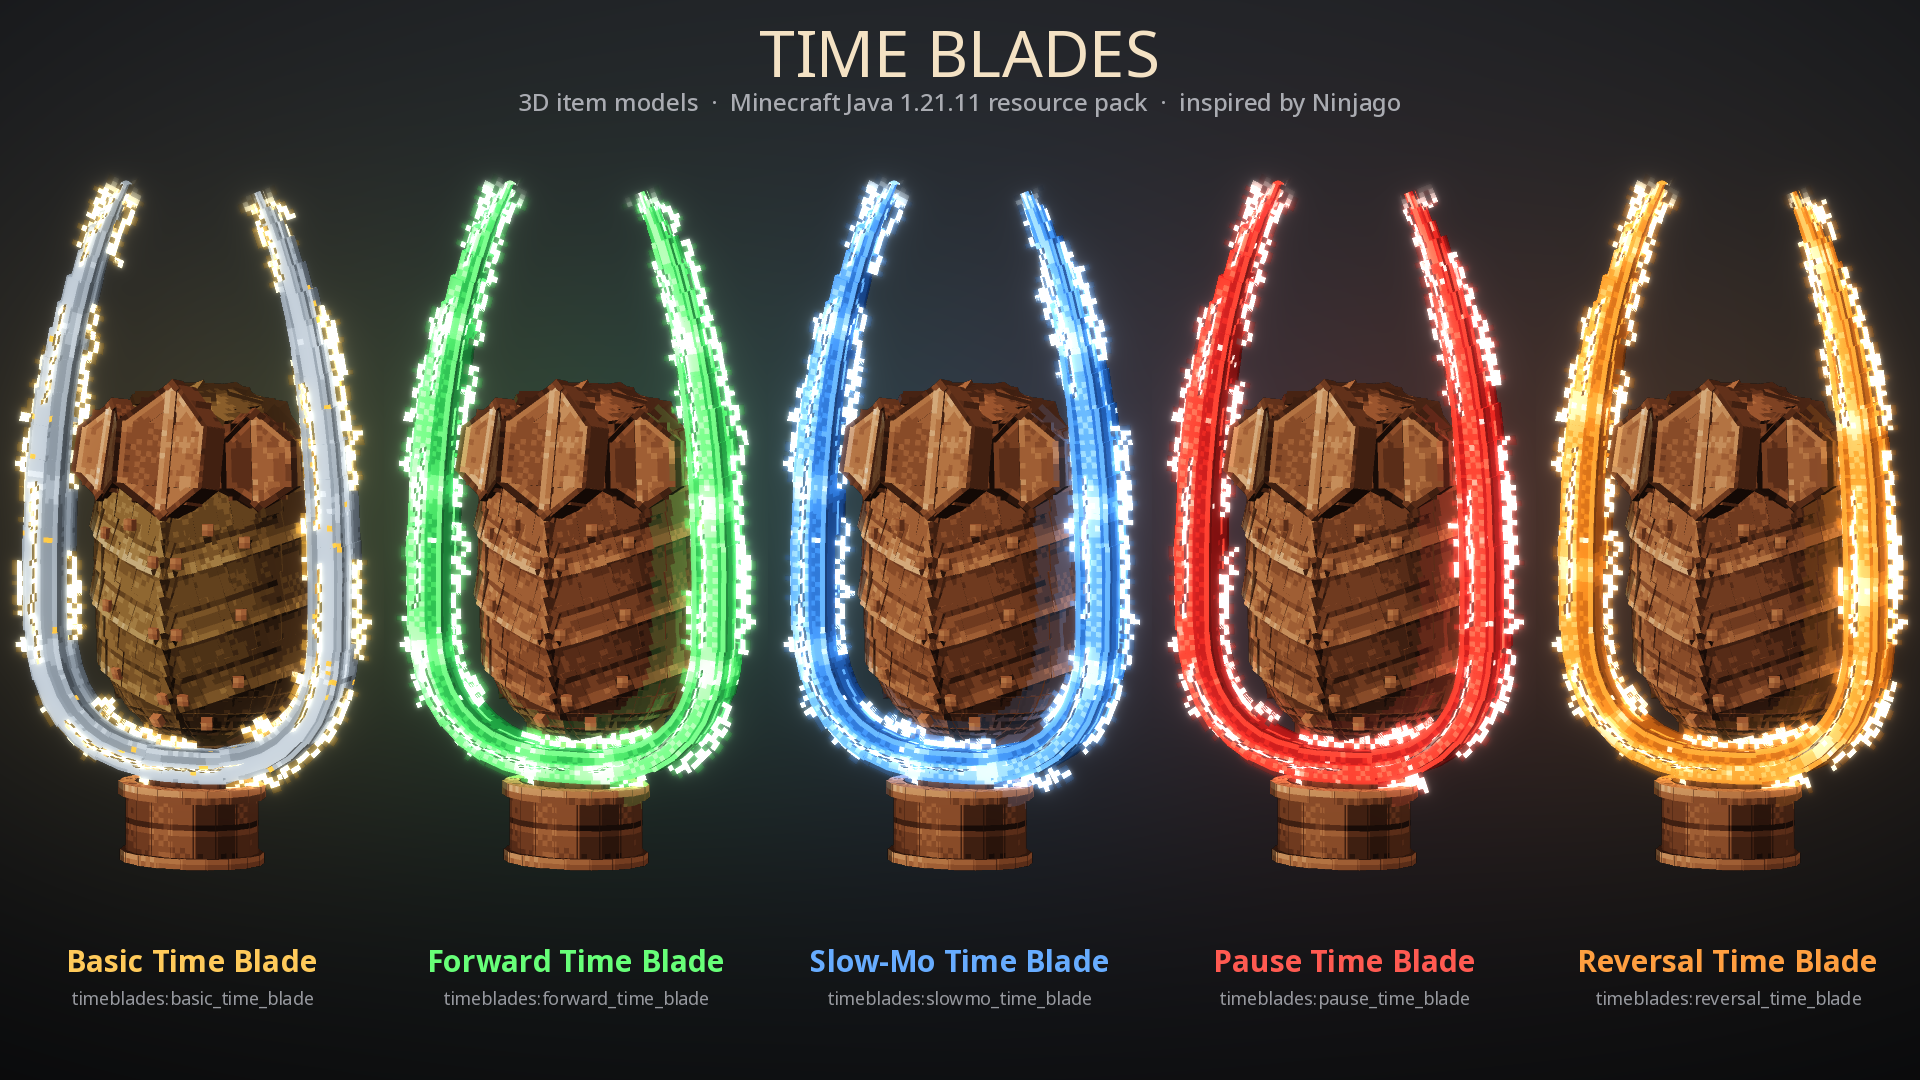 TIME BLADES
3D item models · Minecraft Java 1.21.11 resource pack · inspired by Ninjago
Basic Time Blade
timeblades:basic_time_blade
Forward Time Blade
timeblades:forward_time_blade
Slow-Mo Time Blade
timeblades:slowmo_time_blade
Pause Time Blade
timeblades:pause_time_blade
Reversal Time Blade
timeblades:reversal_time_blade